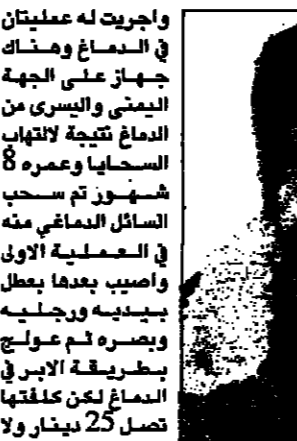 واجريت له عمليتان
في الدماغ وهناك
جهاز على الجهة
اليمنى واليسرى من
الدماغ نتيجة لالتهاب
السحايا وعمره 8
شهور تم سحب
السائل الدماغي منه
في العملية الاولى
واصيب بعدها بعطل
بيديه ورجليه
وبصره ثم عولج
بطريقة الابر في
الدماغ لكن كلفتها
تصل 25 دينار ولا